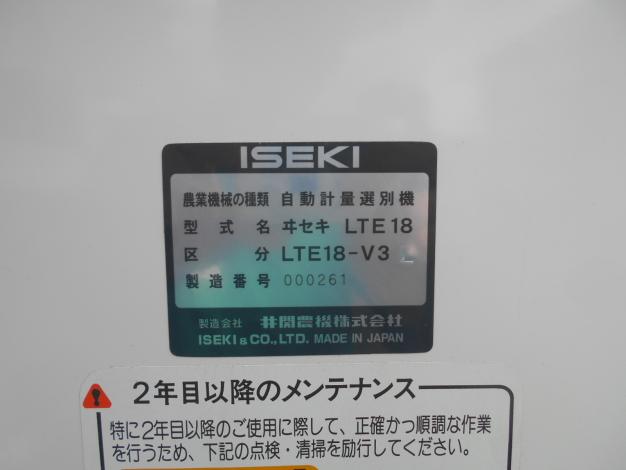 ISEKI
農業機械の種類 自動計量選別機
型式名 ヰセキ LTE18
区分 LTE18-V3 L
製造番号 000261
製造会社 井関農機株式会社
ISEKI & CO., LTD. MADE IN JAPAN
2年目以降のメンテナンス
特に2年目以降のご使用に際して、正確かつ順調な作業
を行うため、下記の点検・清掃を励行してください。